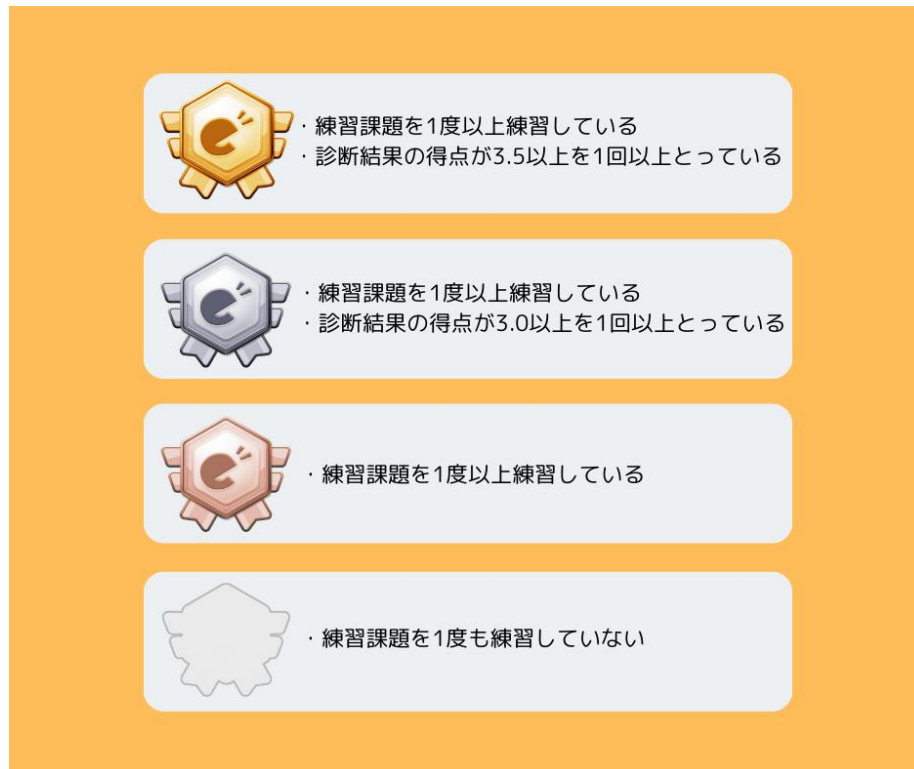 ・練習課題を1度以上練習している
・診断結果の得点が3.5以上を1回以上とっている
・練習課題を1度以上練習している
・診断結果の得点が3.0以上を1回以上とっている
・練習課題を1度以上練習している
・練習課題を1度も練習していない